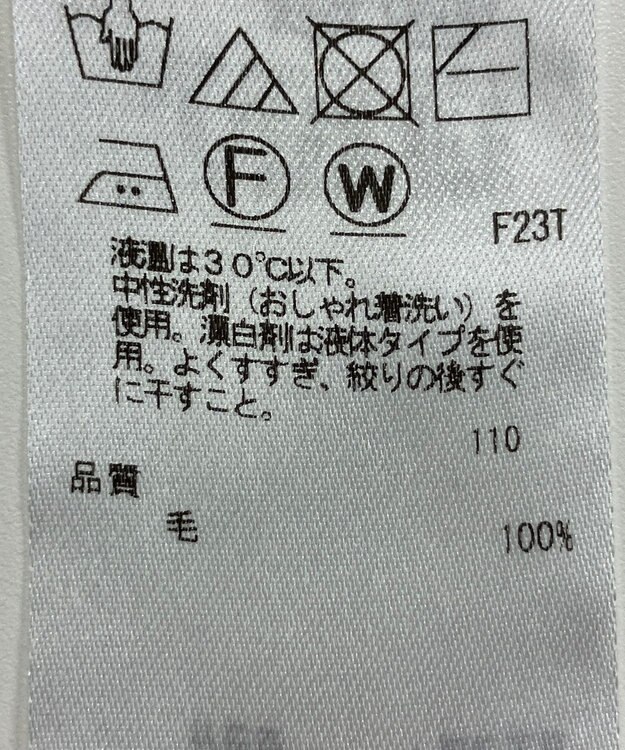 F W
F23T
液温は30℃以下。
中性洗剤（おしゃれ着洗い）を
使用。漂白剤は液体タイプを使
用。よくすすぎ、絞りの後すぐ
に干すこと。
110
品質
毛 100%